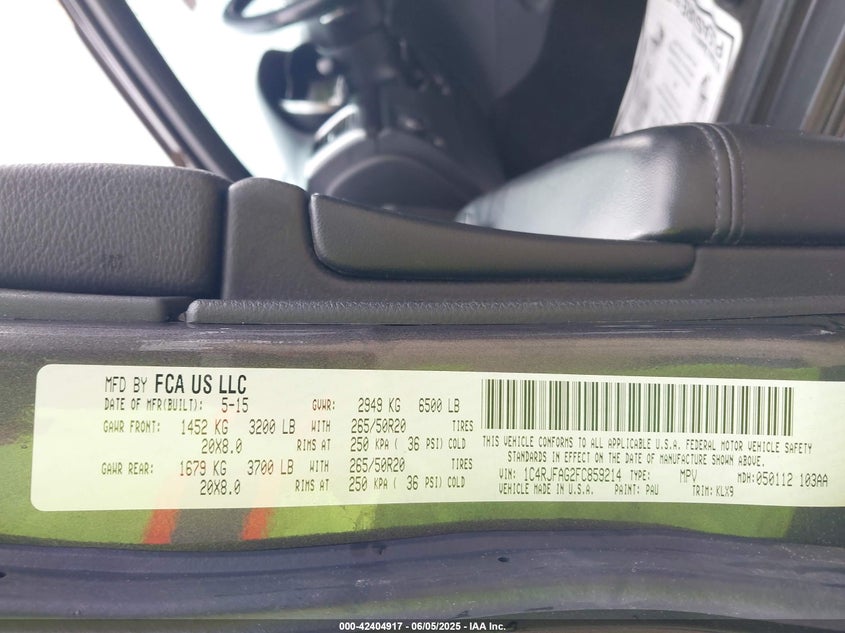 MFD BY FCA US LLC
DATE OF MFR(BUILT): 5-15 GVWR: 2949 KG 6500 LB
GAWR FRONT: 1452 KG 3200 LB WITH 265/50R20 TIRES
20X8.0 RIMS AT 250 KPA ( 36 PSI) COLD
GAWR REAR: 1679 KG 3700 LB WITH 265/50R20 TIRES
20X8.0 RIMS AT 250 KPA ( 36 PSI) COLD
THIS VEHICLE CONFORMS TO ALL APPLICABLE U.S.A. FEDERAL MOTOR VEHICLE SAFETY
STANDARDS IN EFFECT ON THE DATE OF MANUFACTURE SHOWN ABOVE.
VIN: 1C4RJFAG2FC859214 TYPE: MPV MDH: 050112 103AA
VEHICLE MADE IN U.S.A. PAINT: PAU TRIM: KLX9
000-42404917 - 06/05/2025 - IAA Inc.